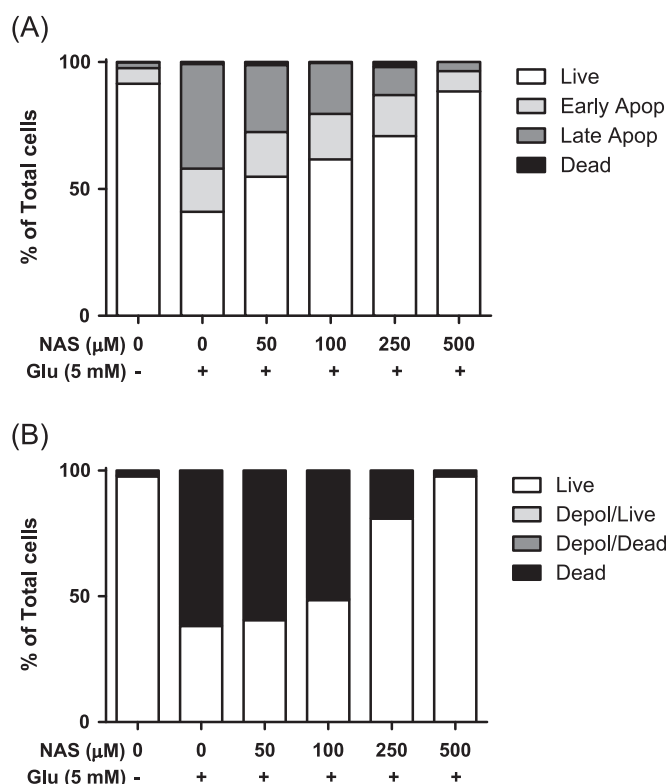 (A)
% of Total cells
100
50
0
Live
Early Apop
Late Apop
Dead
NAS (μM) 0 0 50 100 250 500
Glu (5 mM) - + + + + +
(B)
% of Total cells
100
50
0
Live
Depol/Live
Depol/Dead
Dead
NAS (μM) 0 0 50 100 250 500
Glu (5 mM) - + + + + +